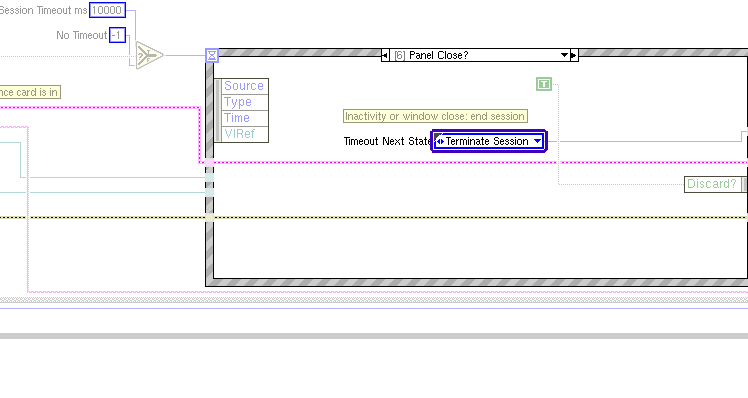 Session Timeout ms 10000
No Timeout -1
T
?
F
[6] Panel Close?
nce card is in
Source
Type
Time
VIRef
T
Inactivity or window close: end session
Timeout Next State Terminate Session
Discard?